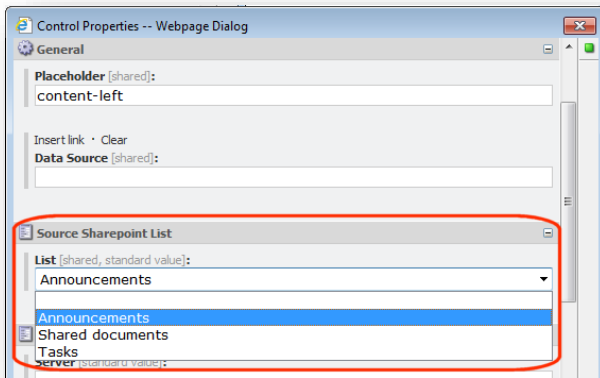 Control Properties -- Webpage Dialog
General
Placeholder [shared]:
content-left
Insert link · Clear
Data Source [shared]:
Source Sharepoint List
List [shared, standard value]:
Announcements
Announcements
Shared documents
Tasks
Server [standard value]: